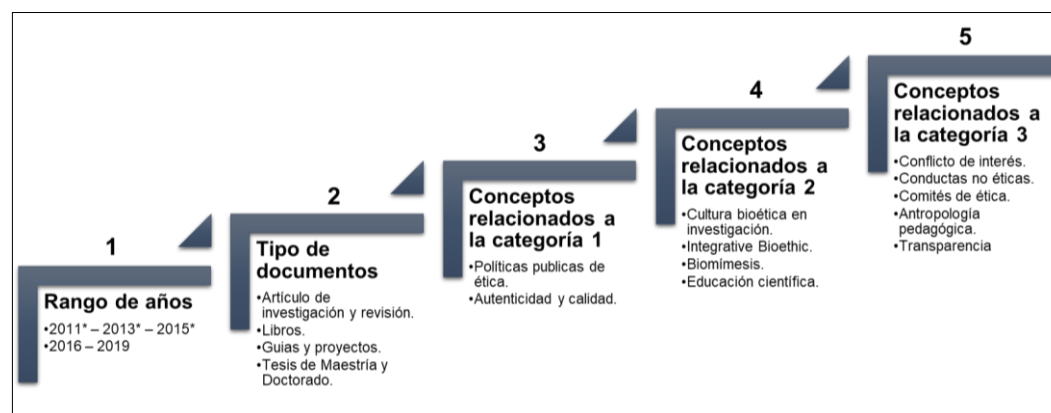 1
Rango de años
•2011* – 2013* – 2015*
•2016 – 2019
2
Tipo de
documentos
•Artículo de
investigación y revisión.
•Libros.
•Guias y proyectos.
•Tesis de Maestría y
Doctorado.
3
Conceptos
relacionados a
la categoría 1
•Políticas publicas de
ética.
•Autenticidad y calidad.
4
Conceptos
relacionados a
la categoría 2
•Cultura bioética en
investigación.
•Integrative Bioethic.
•Biomímesis.
•Educación científica.
5
Conceptos
relacionados a
la categoría 3
•Conflicto de interés.
•Conductas no éticas.
•Comités de ética.
•Antropología
pedagógica.
•Transparencia